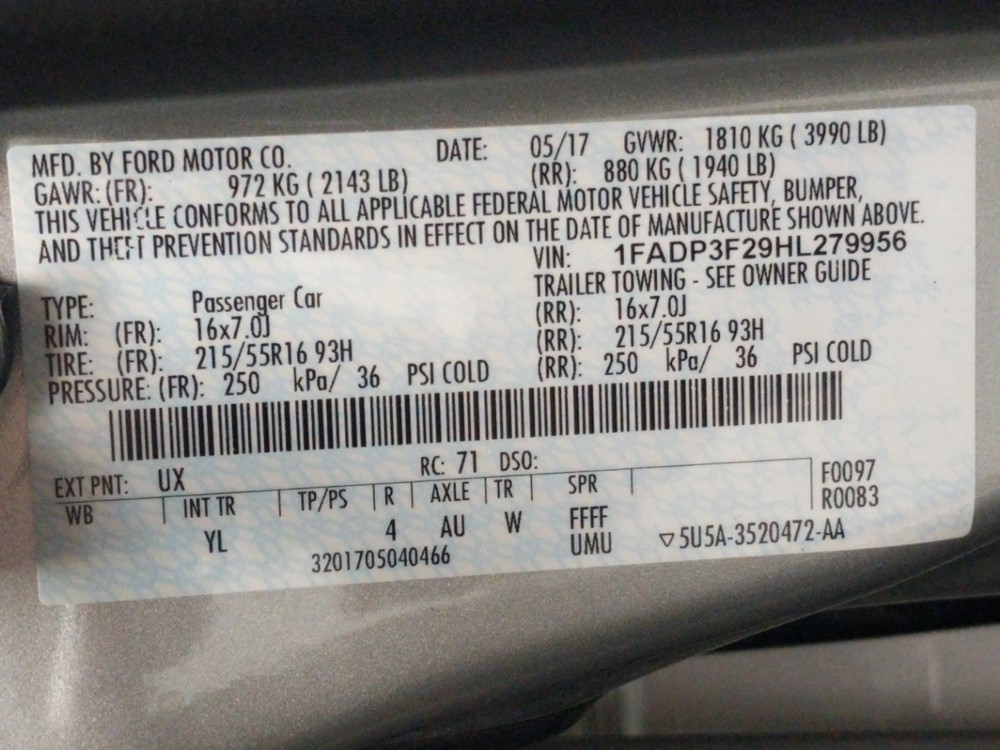 MFD. BY FORD MOTOR CO. DATE: 05/17 GVWR: 1810 KG ( 3990 LB)
GAWR: (FR): 972 KG ( 2143 LB) (RR): 880 KG ( 1940 LB)
THIS VEHICLE CONFORMS TO ALL APPLICABLE FEDERAL MOTOR VEHICLE SAFETY, BUMPER,
AND THEFT PREVENTION STANDARDS IN EFFECT ON THE DATE OF MANUFACTURE SHOWN ABOVE.
VIN: 1FADP3F29HL279956
TYPE: Passenger Car TRAILER TOWING - SEE OWNER GUIDE
RIM: (FR): 16x7.0J (RR): 16x7.0J
TIRE: (FR): 215/55R16 93H (RR): 215/55R16 93H
PRESSURE: (FR): 250 kPa/ 36 PSI COLD (RR): 250 kPa/ 36 PSI COLD
EXT PNT: UX RC: 71 DSO: F0097
WB INT TR TP/PS R AXLE TR SPR R0083
YL 4 AU W FFFF
3201705040466 UMU ▽5U5A-3520472-AA